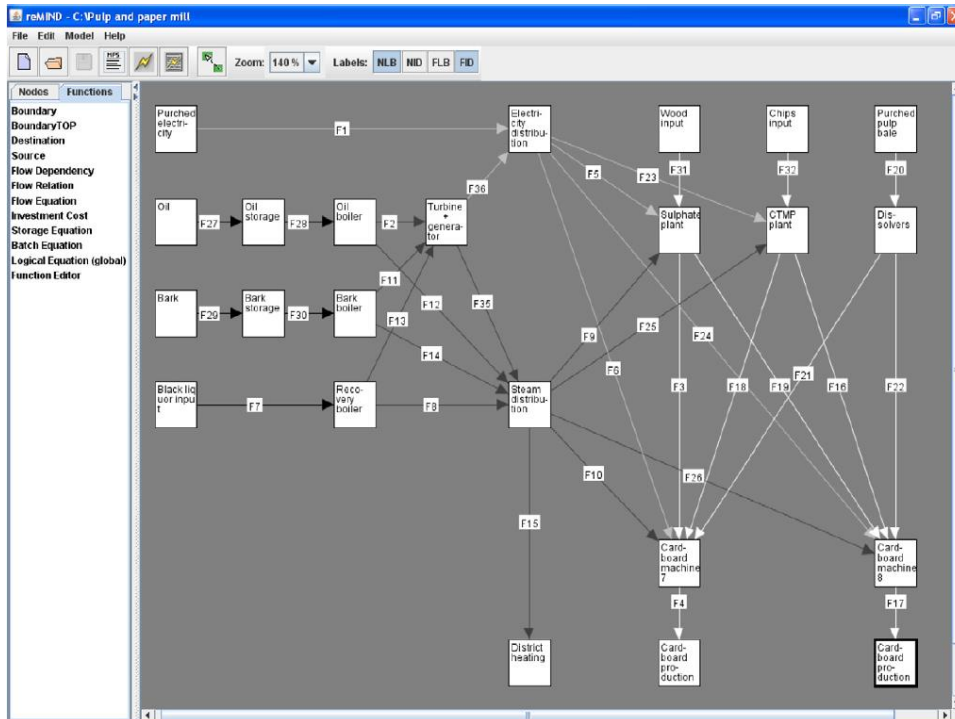 reMIND - C:\Pulp and paper mill
File Edit Model Help
MPS
Zoom: 140 % Labels: NLB NID FLB FID
Nodes Functions
Boundary
BoundaryTOP
Destination
Source
Flow Dependency
Flow Relation
Flow Equation
Investment Cost
Storage Equation
Batch Equation
Logical Equation (global)
Function Editor
Purched
electri-
city
F1
Electri-
city
distribu-
tion
Wood
input
Chips
input
Purched
pulp
bale
F36
F5
F23
F31
F32
F20
Oil
F27
Oil
storage
F28
Oil
boiler
F2
Turbine
+
genera-
tor
Sulphate
plant
CTMP
plant
Dis-
solvers
F11
F12
F35
Bark
F29
Bark
storage
F30
Bark
boiler
F13
F14
F9
F25
F24
F6
F21
Black liq
uer inpu
t
F7
Reco-
very
boiler
F8
Steam
distribu-
tion
F3
F18
F19
F16
F22
F10
F26
F15
Card-
board
machine
7
Card-
board
machine
8
F4
F17
District
heating
Card-
board
pro-
duction
Card-
board
pro-
duction